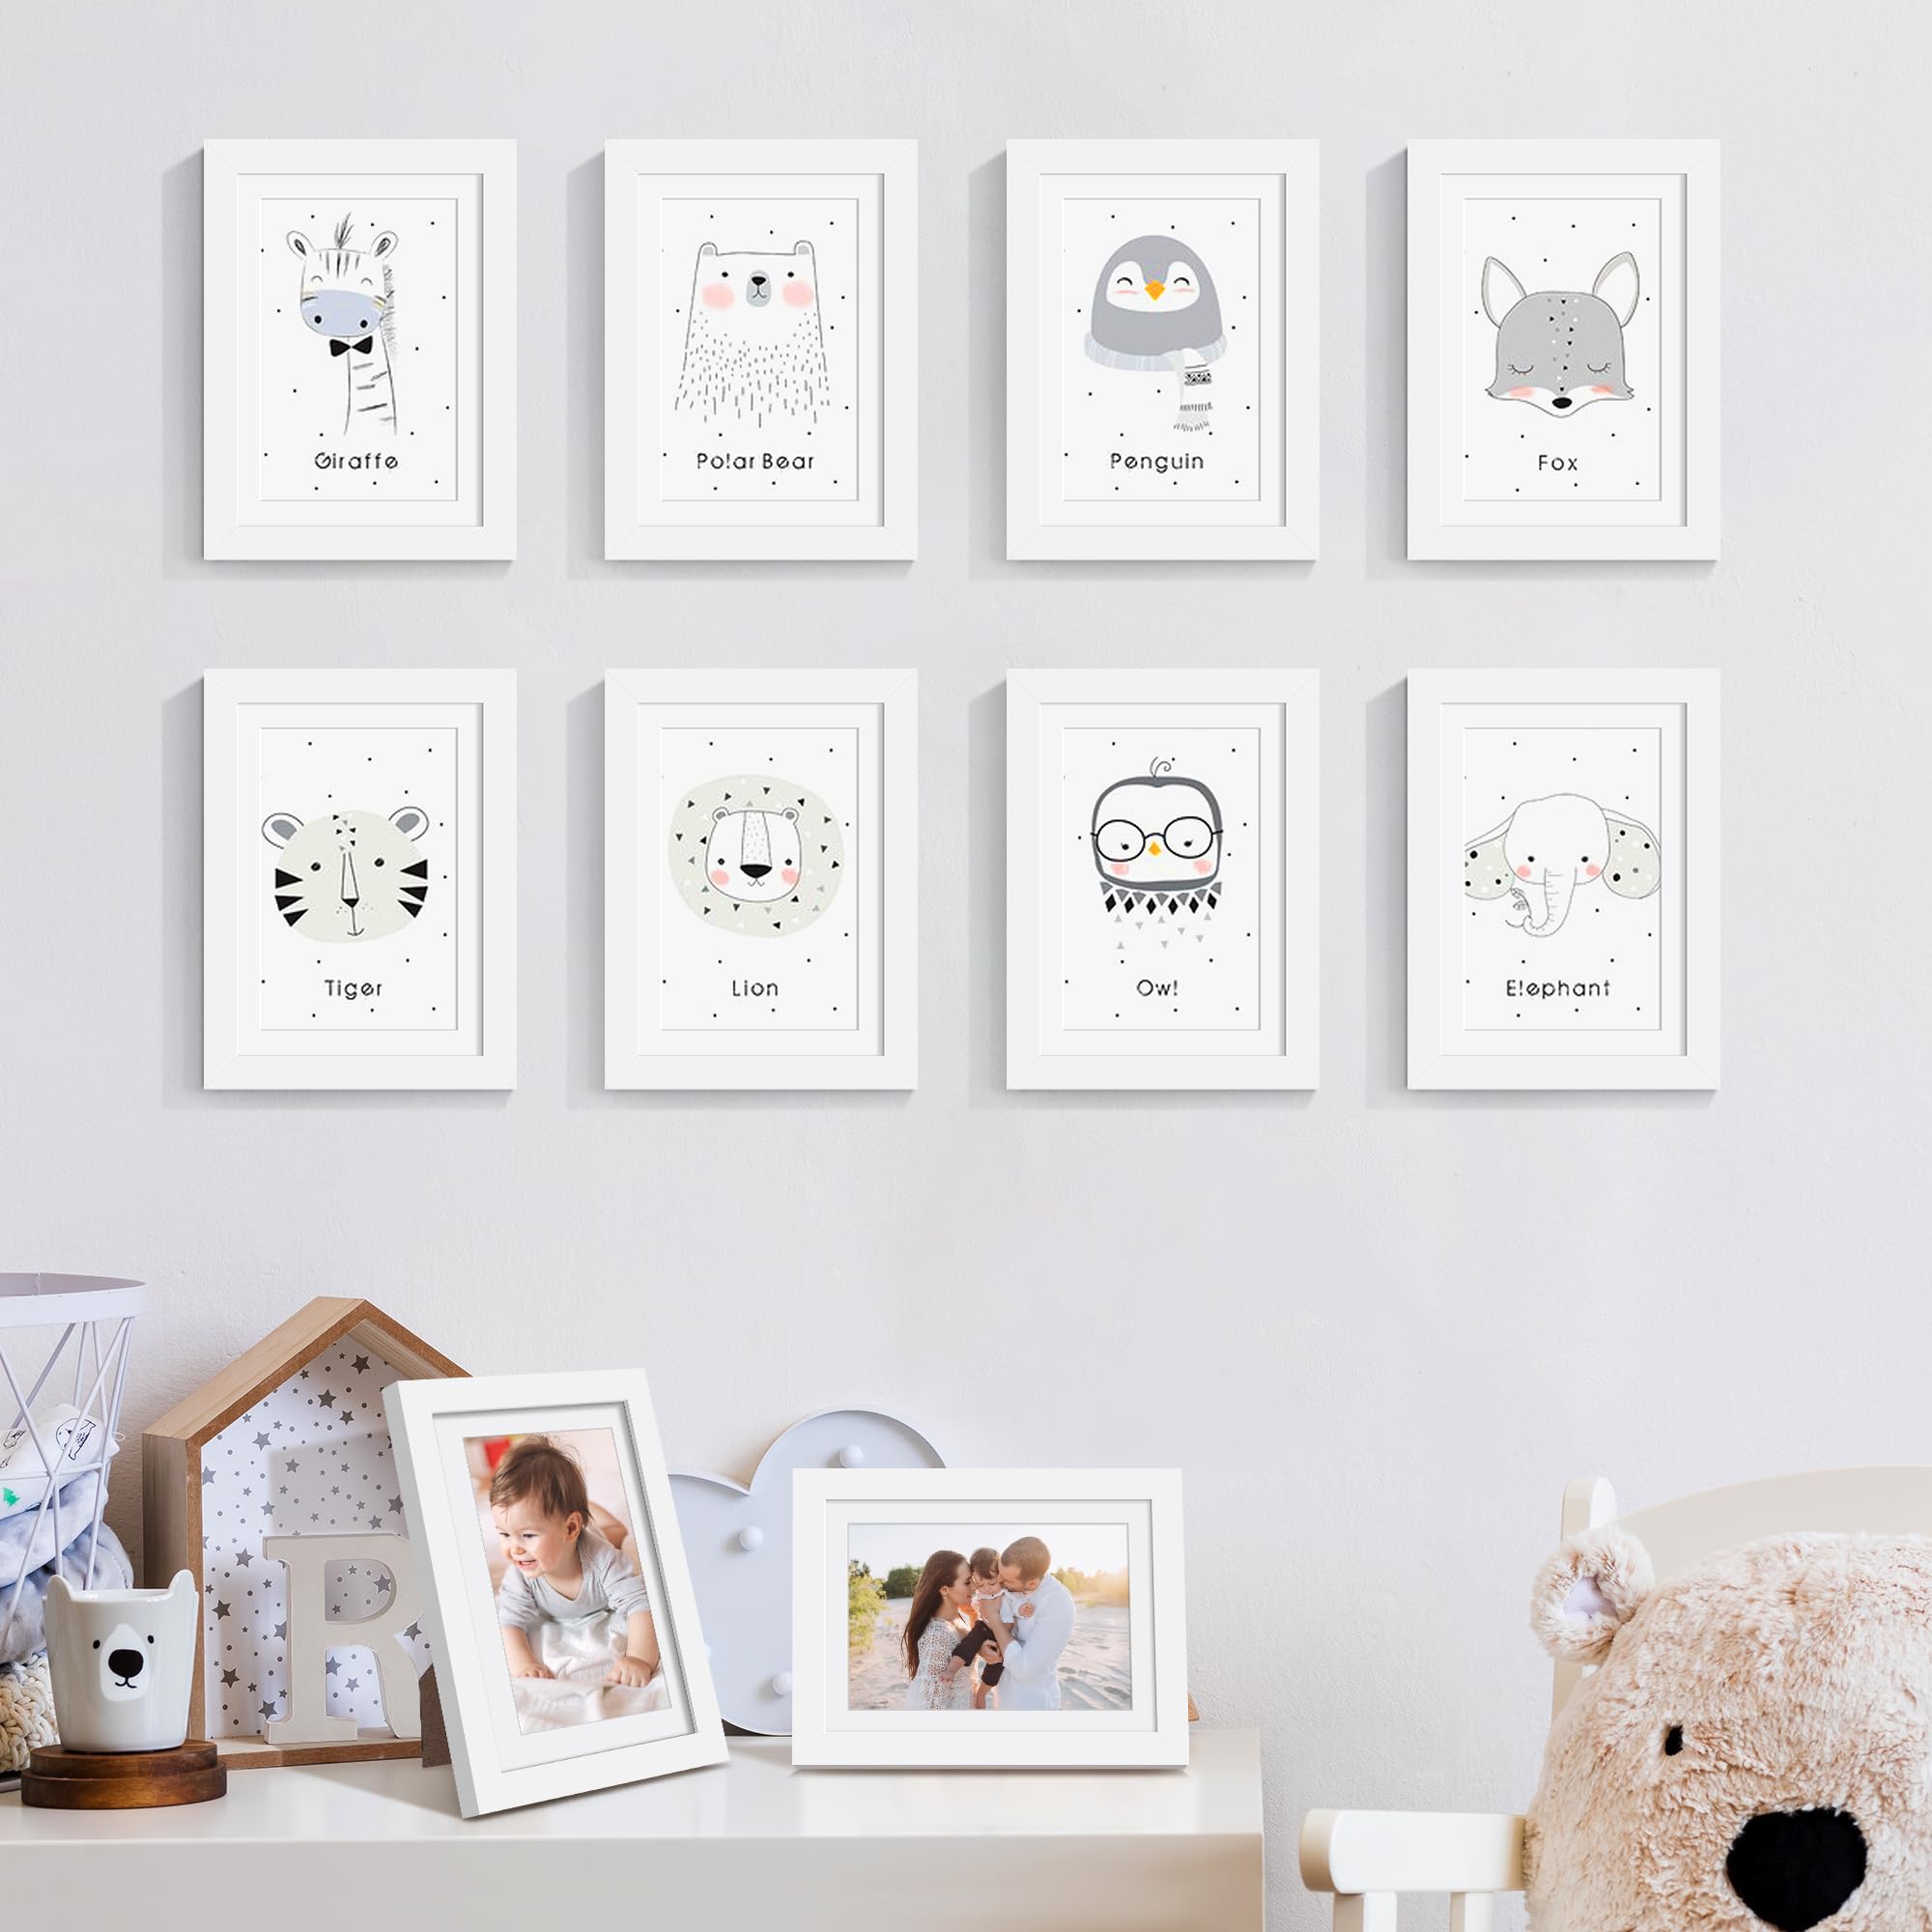 Giraffe
Polar Bear
Penguin
Fox
Tiger
Lion
Owl
Elephant
R